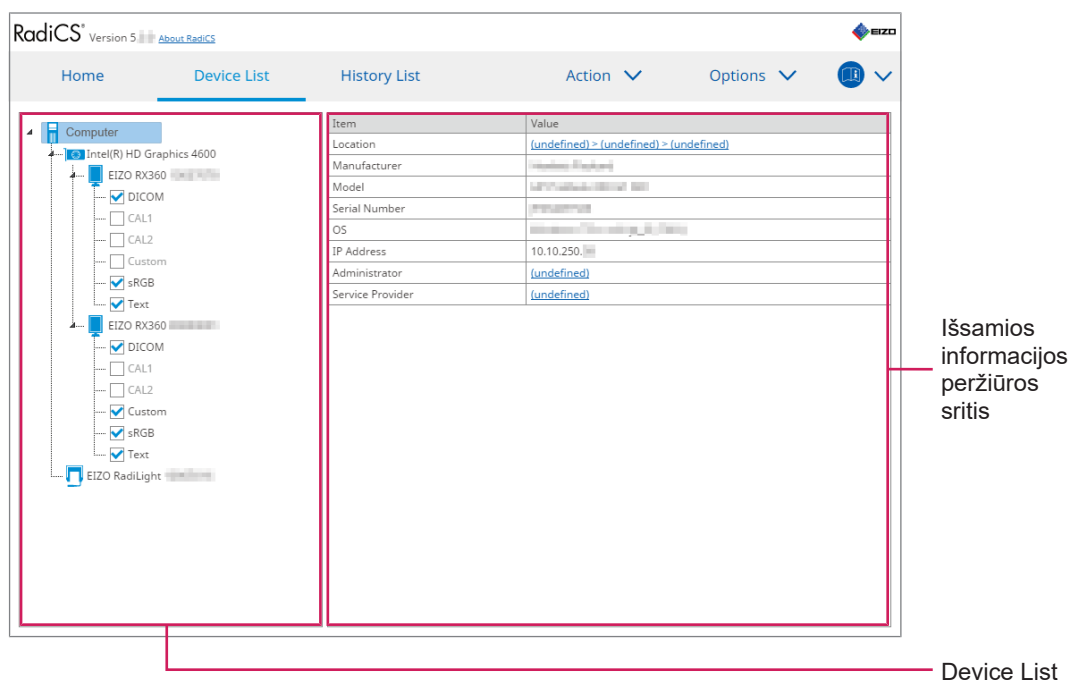 RadiCS® Version 5. About RadiCS
EIZO
Home Device List History List Action Options
Computer
Intel(R) HD Graphics 4600
EIZO RX360
DICOM
CAL1
CAL2
Custom
sRGB
Text
EIZO RX360
DICOM
CAL1
CAL2
Custom
sRGB
Text
EIZO RadiLight
Item Value
Location (undefined) > (undefined) > (undefined)
Manufacturer
Model
Serial Number
OS
IP Address 10.10.250.
Administrator (undefined)
Service Provider (undefined)
Išsamios
informacijos
peržiūros
sritis
Device List